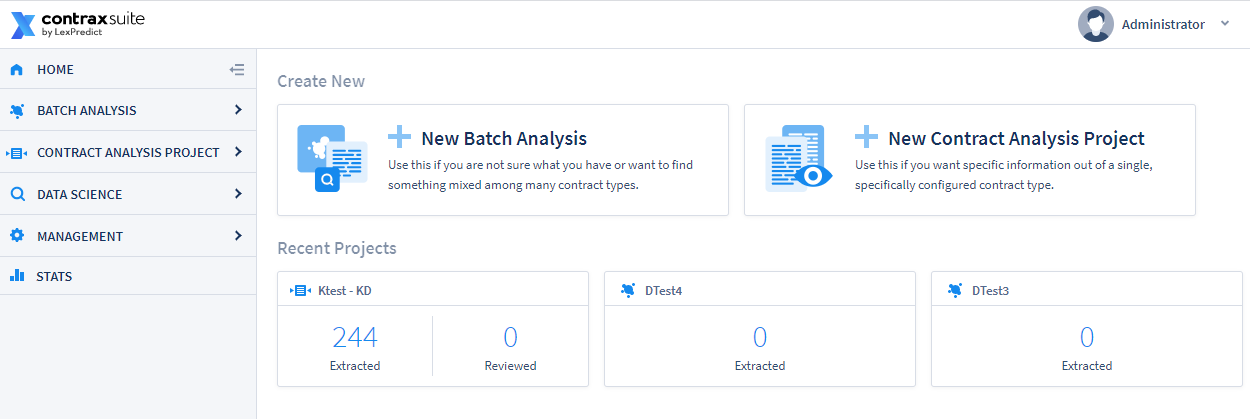 contraxsuite
by LexPredict
Administrator
HOME
BATCH ANALYSIS
CONTRACT ANALYSIS PROJECT
DATA SCIENCE
MANAGEMENT
STATS
Create New
New Batch Analysis
Use this if you are not sure what you have or want to find
something mixed among many contract types.
New Contract Analysis Project
Use this if you want specific information out of a single,
specifically configured contract type.
Recent Projects
Ktest - KD
244
Extracted
0
Reviewed
DTest4
0
Extracted
DTest3
0
Extracted